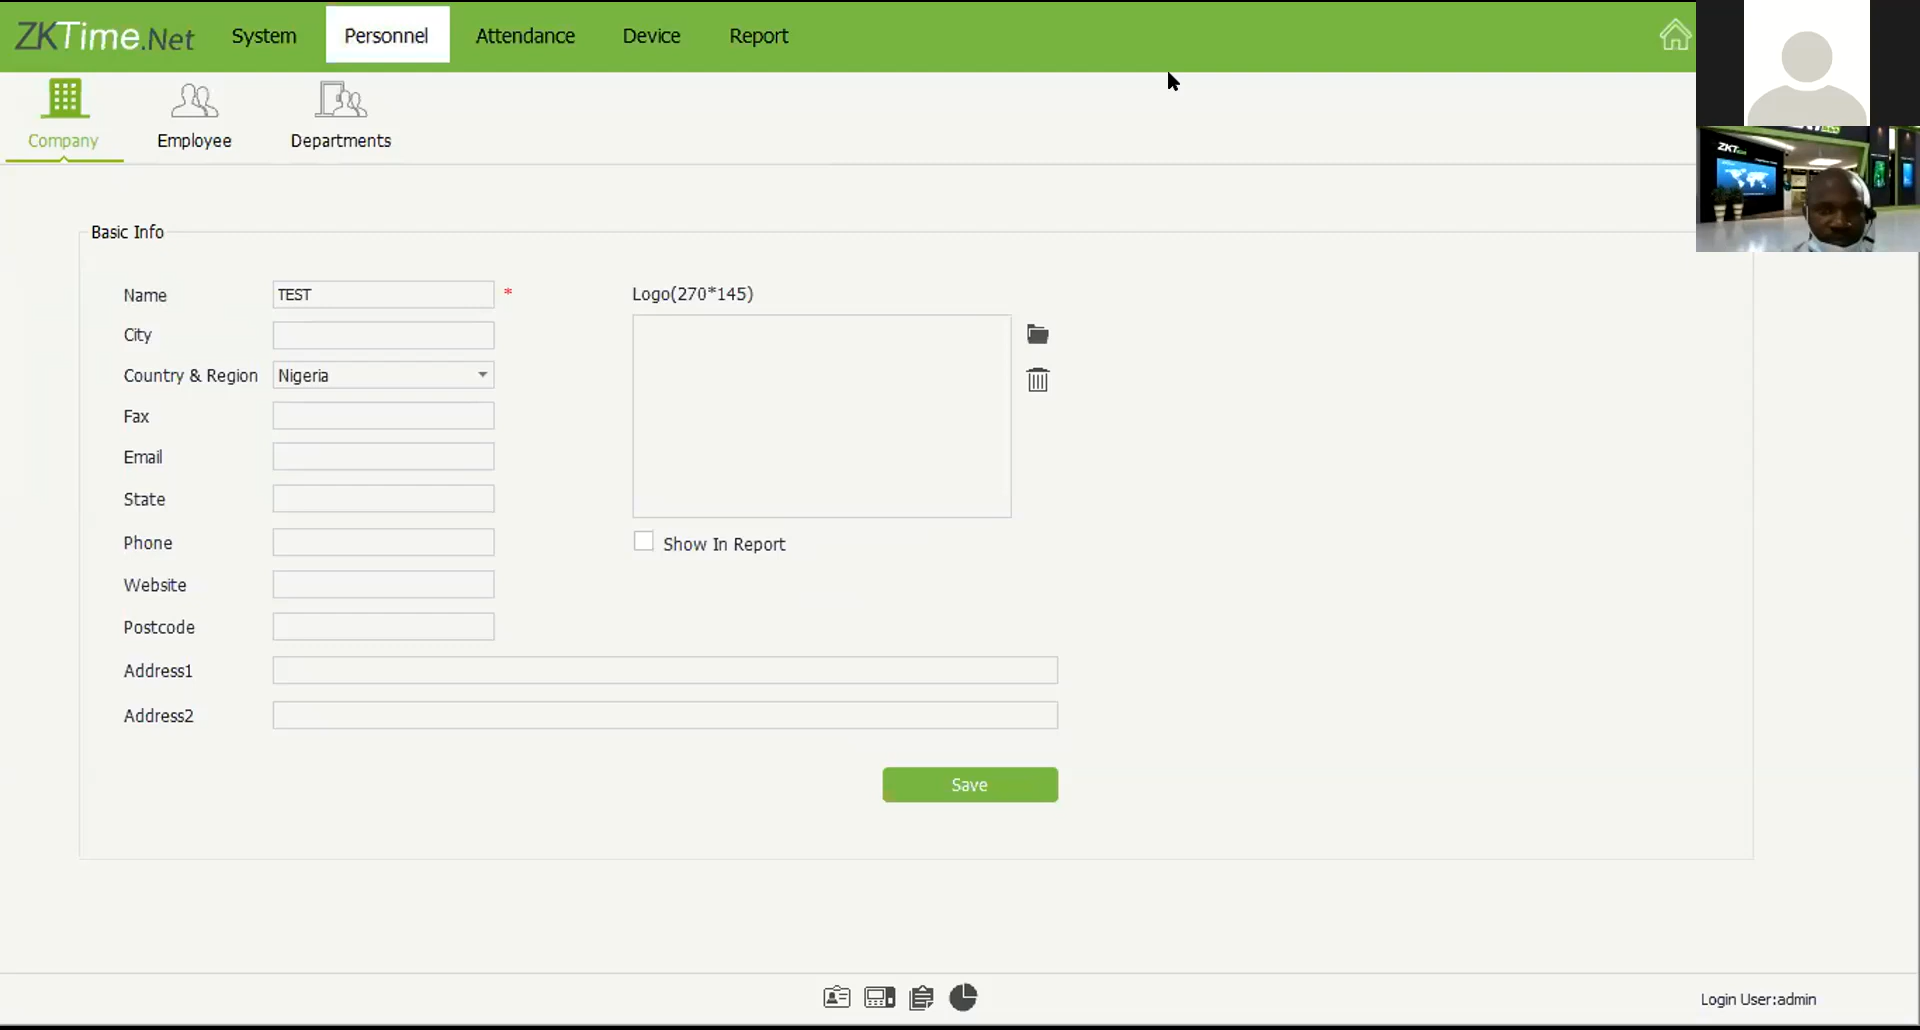 ZKTime.Net System Personnel Attendance Device Report
Company Employee Departments
ZKT
Basic Info
Name TEST * Logo(270*145)
City
Country & Region Nigeria
Fax
Email
State
Phone Show In Report
Website
Postcode
Address1
Address2
Save
Login User:admin